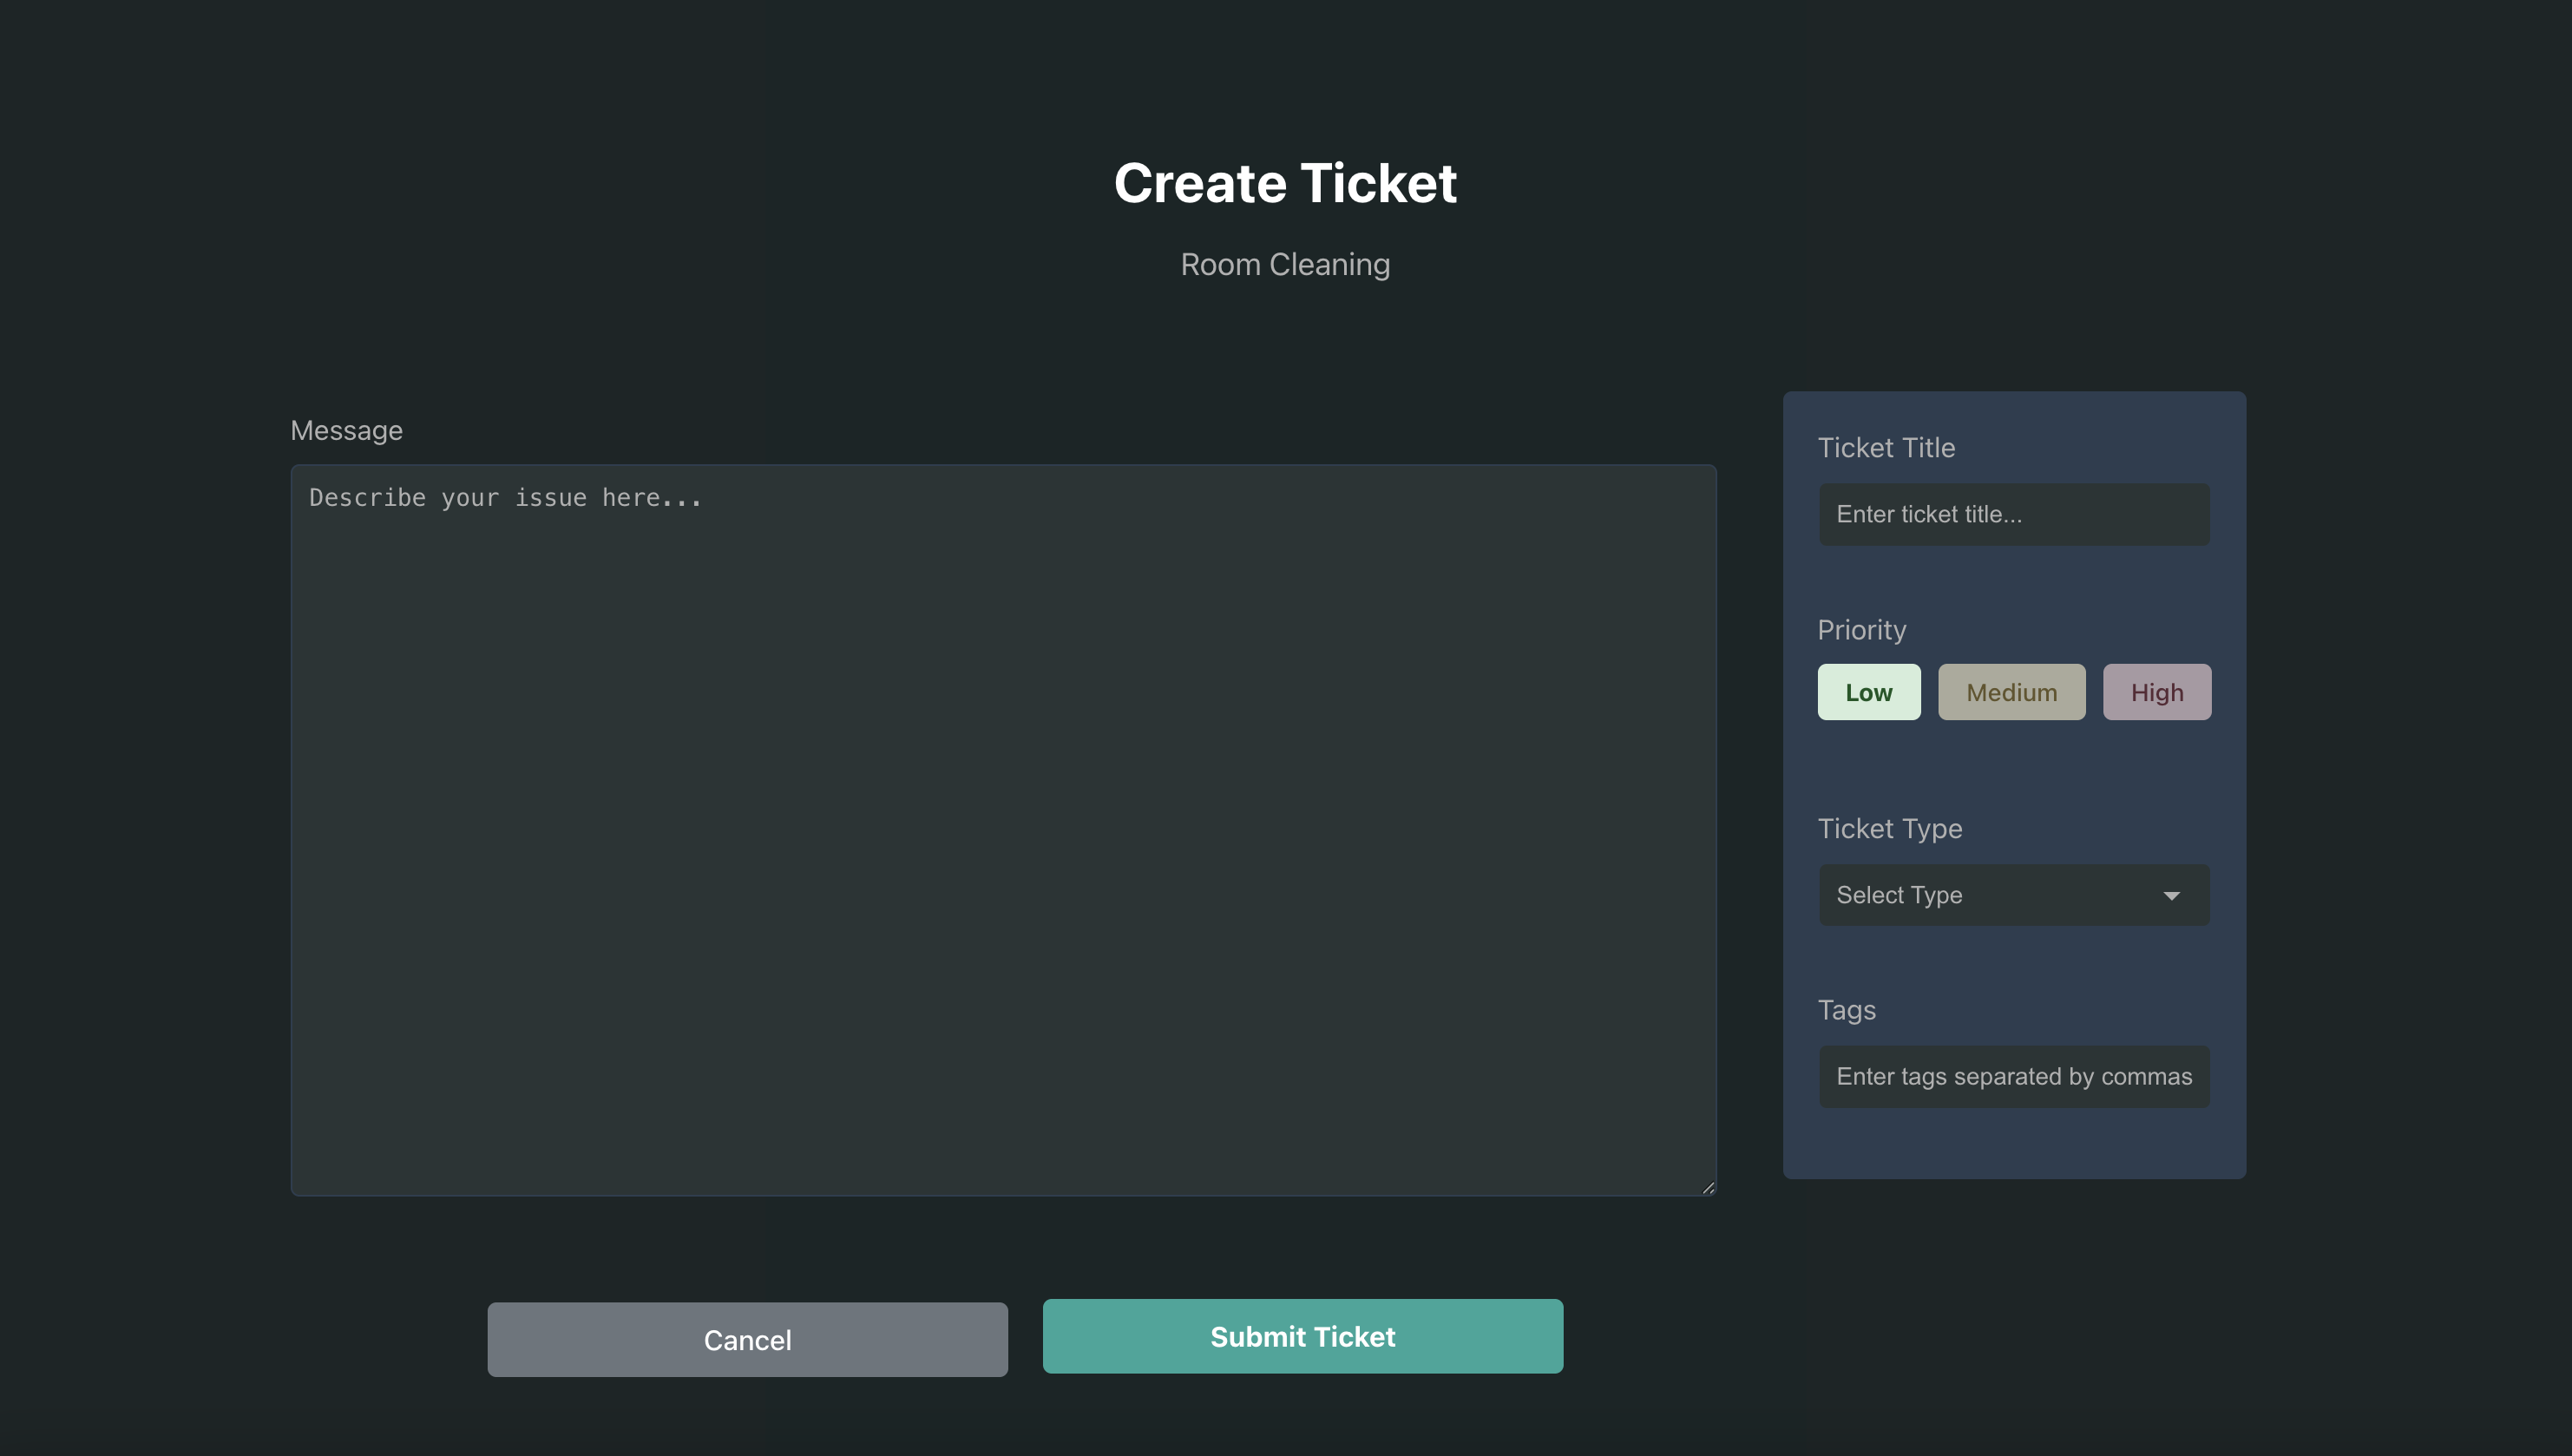 Create Ticket
Room Cleaning
Message
Describe your issue here...
Ticket Title
Enter ticket title...
Priority
Low Medium High
Ticket Type
Select Type
Tags
Enter tags separated by commas
Cancel
Submit Ticket